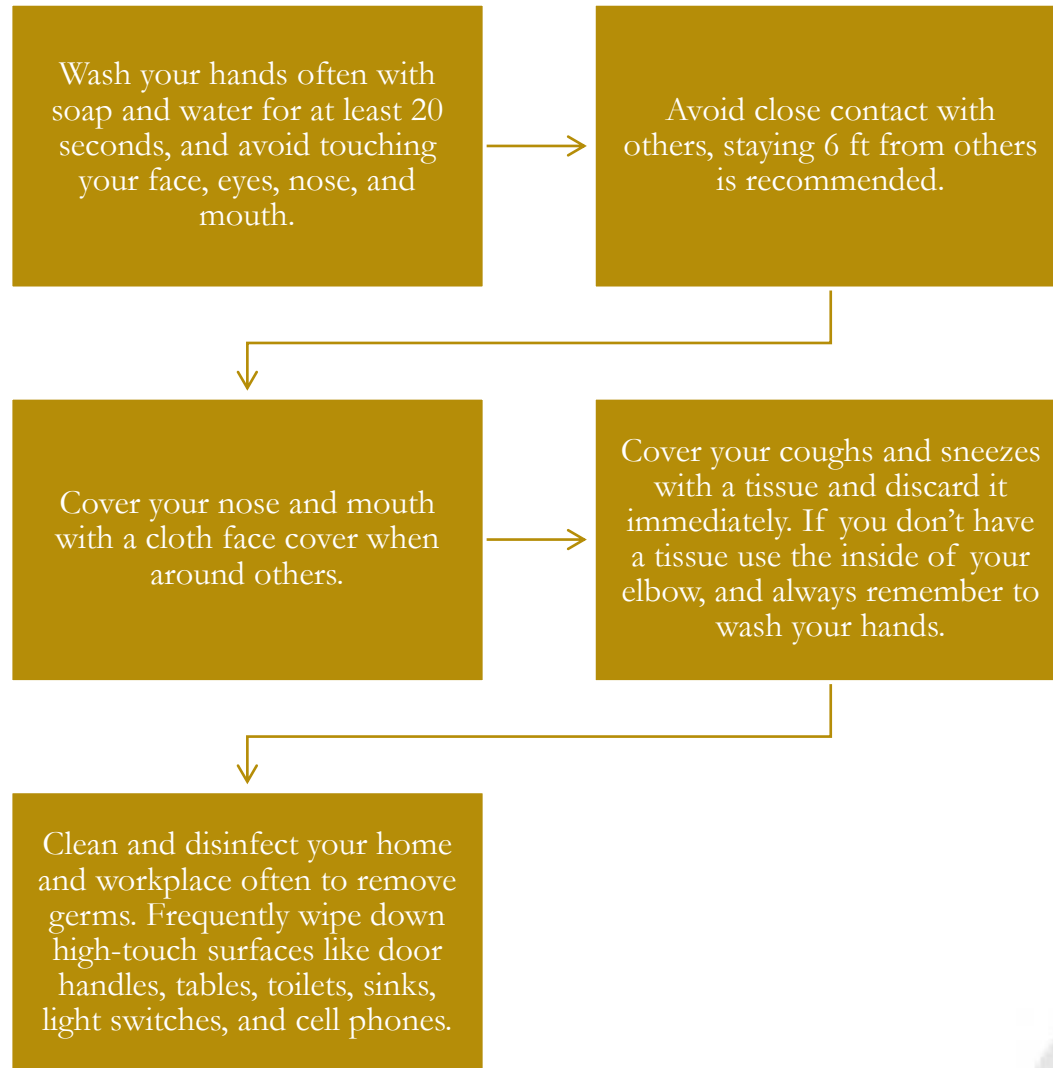 Wash your hands often with
soap and water for at least 20
seconds, and avoid touching
your face, eyes, nose, and
mouth.
Avoid close contact with
others, staying 6 ft from others
is recommended.
Cover your nose and mouth
with a cloth face cover when
around others.
Cover your coughs and sneezes
with a tissue and discard it
immediately. If you don’t have
a tissue use the inside of your
elbow, and always remember to
wash your hands.
Clean and disinfect your home
and workplace often to remove
germs. Frequently wipe down
high-touch surfaces like door
handles, tables, toilets, sinks,
light switches, and cell phones.